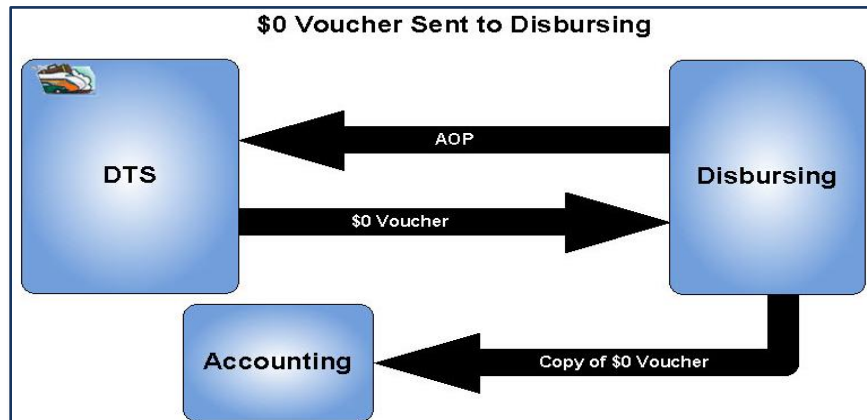 $0 Voucher Sent to Disbursing
AOP
DTS
Disbursing
$0 Voucher
Accounting
Copy of $0 Voucher